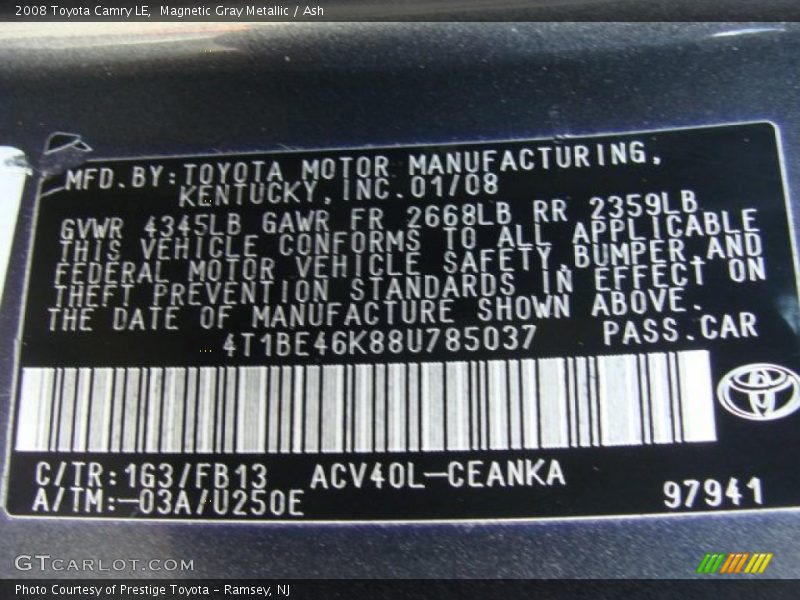 2008 Toyota Camry LE,  Magnetic Gray Metallic / Ash
MFD.BY:TOYOTA MOTOR MANUFACTURING,
KENTUCKY,INC.01/08
GVWR 4345LB GAWR FR 2668LB RR 2359LB
THIS VEHICLE CONFORMS TO ALL APPLICABLE
FEDERAL MOTOR VEHICLE SAFETY,BUMPER,AND
THEFT PREVENTION STANDARDS IN EFFECT ON
THE DATE OF MANUFACTURE SHOWN ABOVE.
4T1BE46K88U785037 PASS.CAR
C/TR:1G3/FB13 ACV40L-CEANKA
A/TM:-03A/U250E 97941
GTCARLOT.COM
Photo Courtesy of Prestige Toyota - Ramsey, NJ